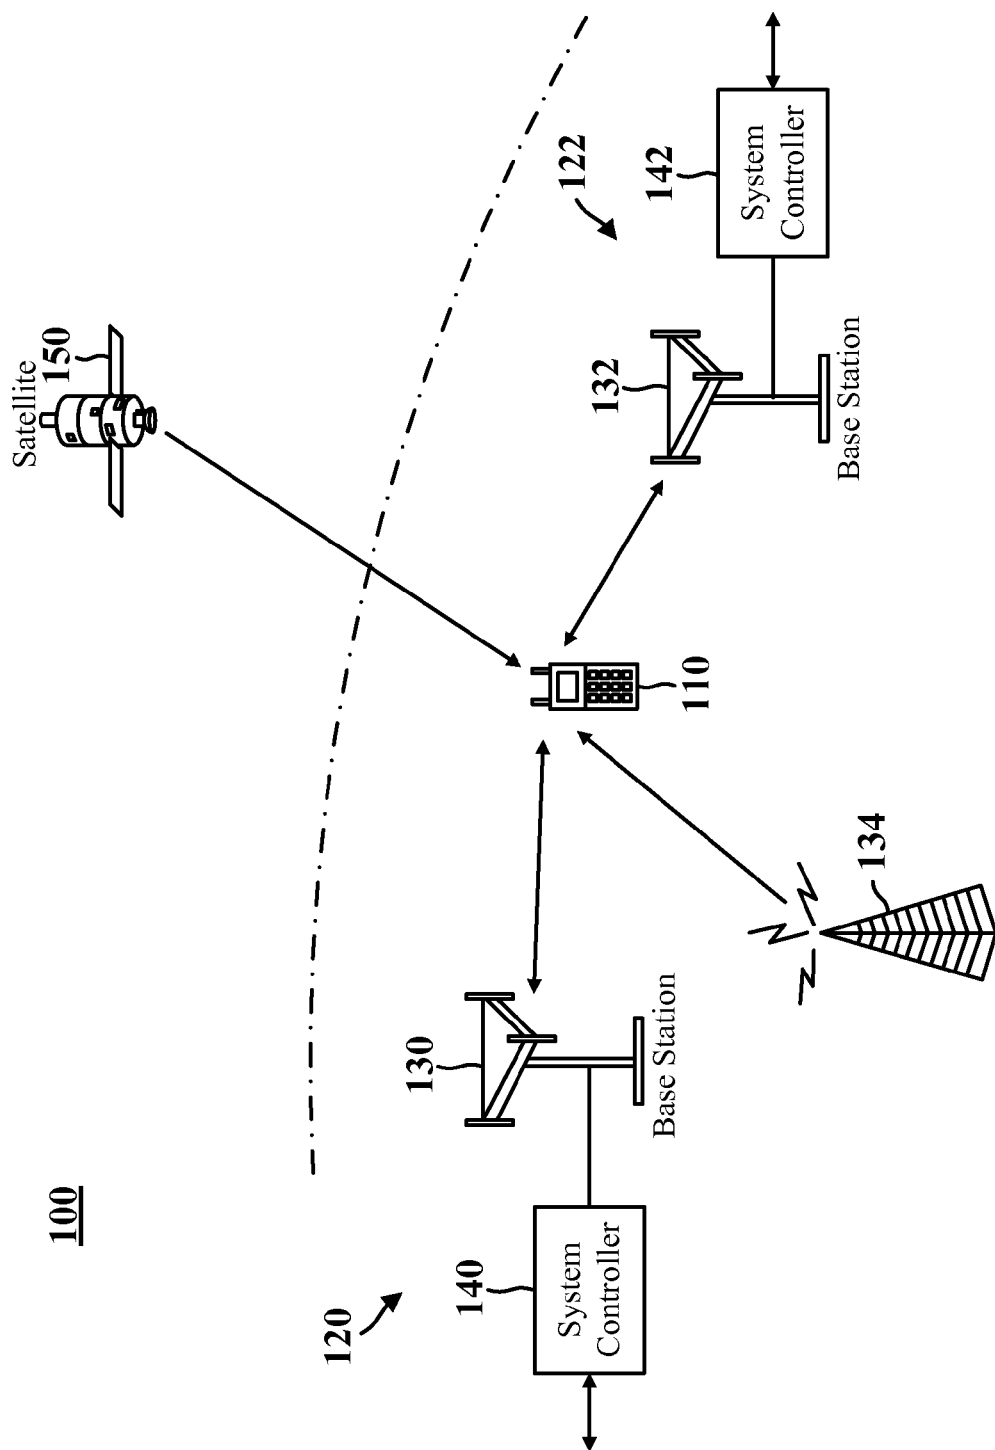 100
Satellite
150
120
122
140
System
Controller
130
Base Station
110
132
Base Station
142
System
Controller
134